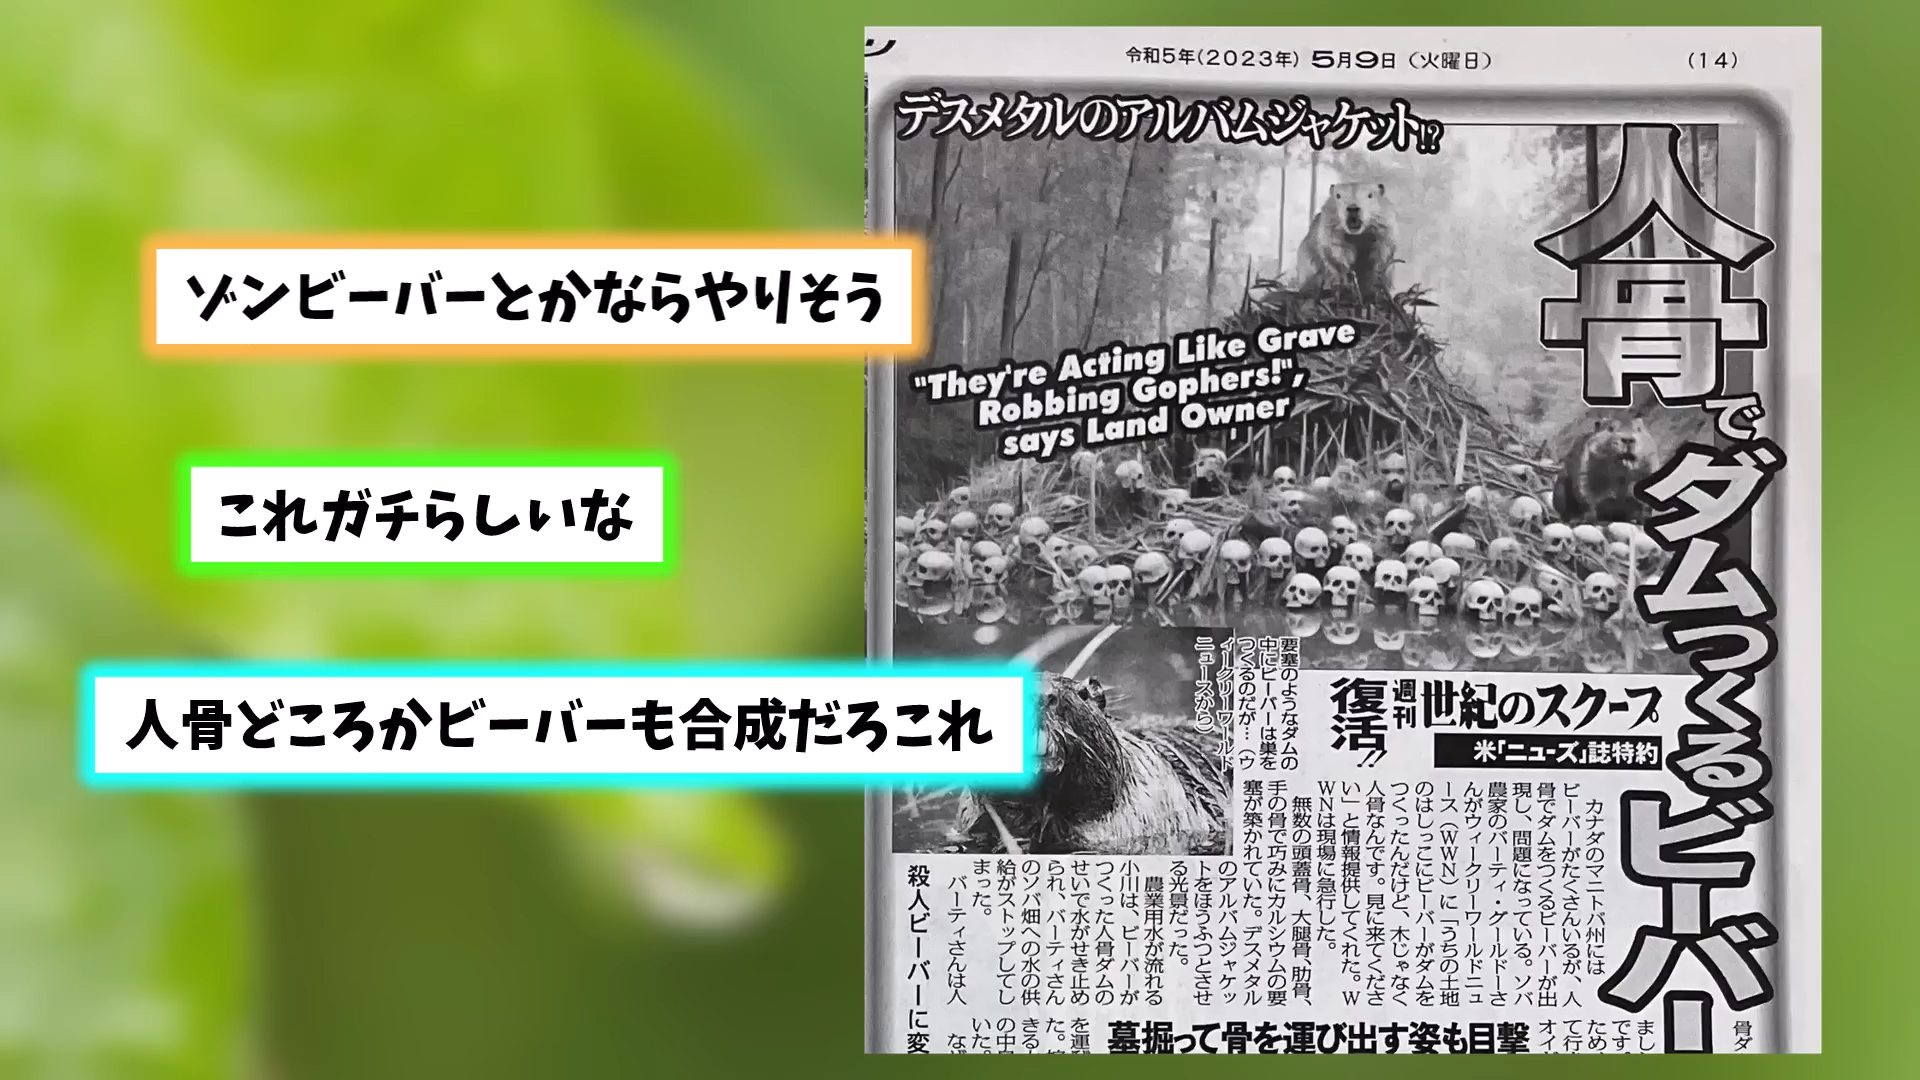 令和5年(2023年) 5月9日（火曜日）
(14)
デスメタルのアルバムジャケット!?
人骨でダムつくるビーバー
"They're Acting Like Grave
Robbing Gophers!",
says Land Owner
ゾンビーバーとかならやりそう
これガチらしいな
人骨どころかビーバーも合成だろこれ
要塞のようなダムの
中にビーバーは巣を
つくるのだが…（ウ
ィークリーワールド
ニュースから）
復活!!
週刊
世紀のスクープ
米「ニューズ」誌特約
カナダのマニトバ州には
ビーバーがたくさんいるが、人
骨でダムをつくるビーバーが出
現し、問題になっている。ソバ
農家のバーティ・グールドーさ
んがウィークリーワールドニュ
ース（ＷＷＮ）に「うちの土地
のはしっこにビーバーがダムを
つくったんだけど、木じゃなく
人骨なんです。見に来てくださ
い」と情報提供してくれた。Ｗ
ＷＮは現場に急行した。
無数の頭蓋骨、大腿骨、肋骨、
手の骨で巧みにカルシウムの要
塞が築かれていた。デスメタル
のアルバムジャケッ
トをほうふつとさせ
る光景だった。
農業用水が流れる
小川は、ビーバーが
つくった人骨ダムの
せいで水がせき止め
られ、バーティさん
のソバ畑への水の供
給がストップしてし
まった。
バーティさんは人
殺人ビーバーに変
墓掘って骨を運び出す姿も目撃
骨ダ